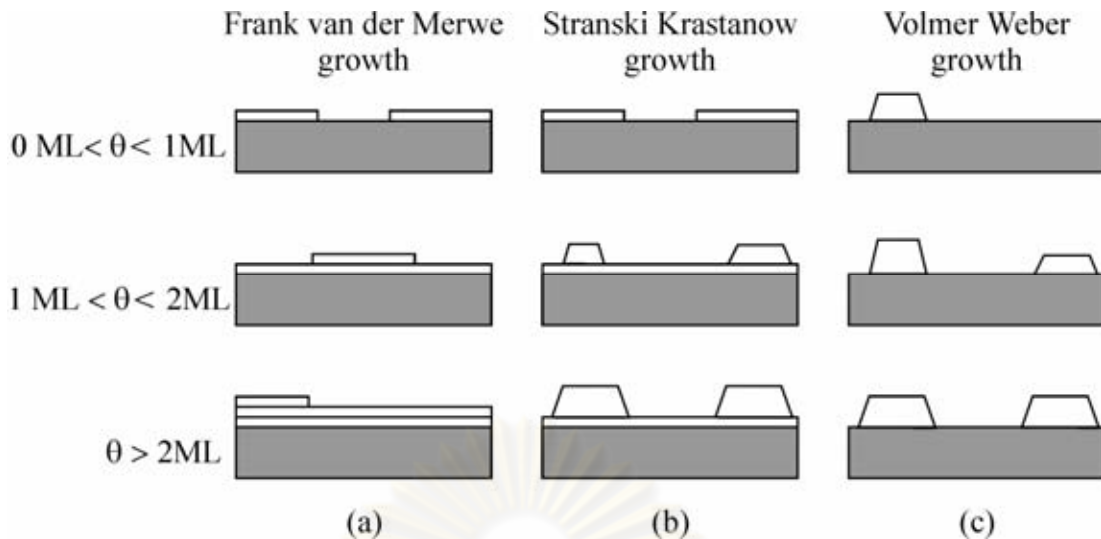 Frank van der Merwe
growth
Stranski Krastanow
growth
Volmer Weber
growth
0 ML< θ< 1ML
1 ML < θ< 2ML
θ > 2ML
(a)
(b)
(c)